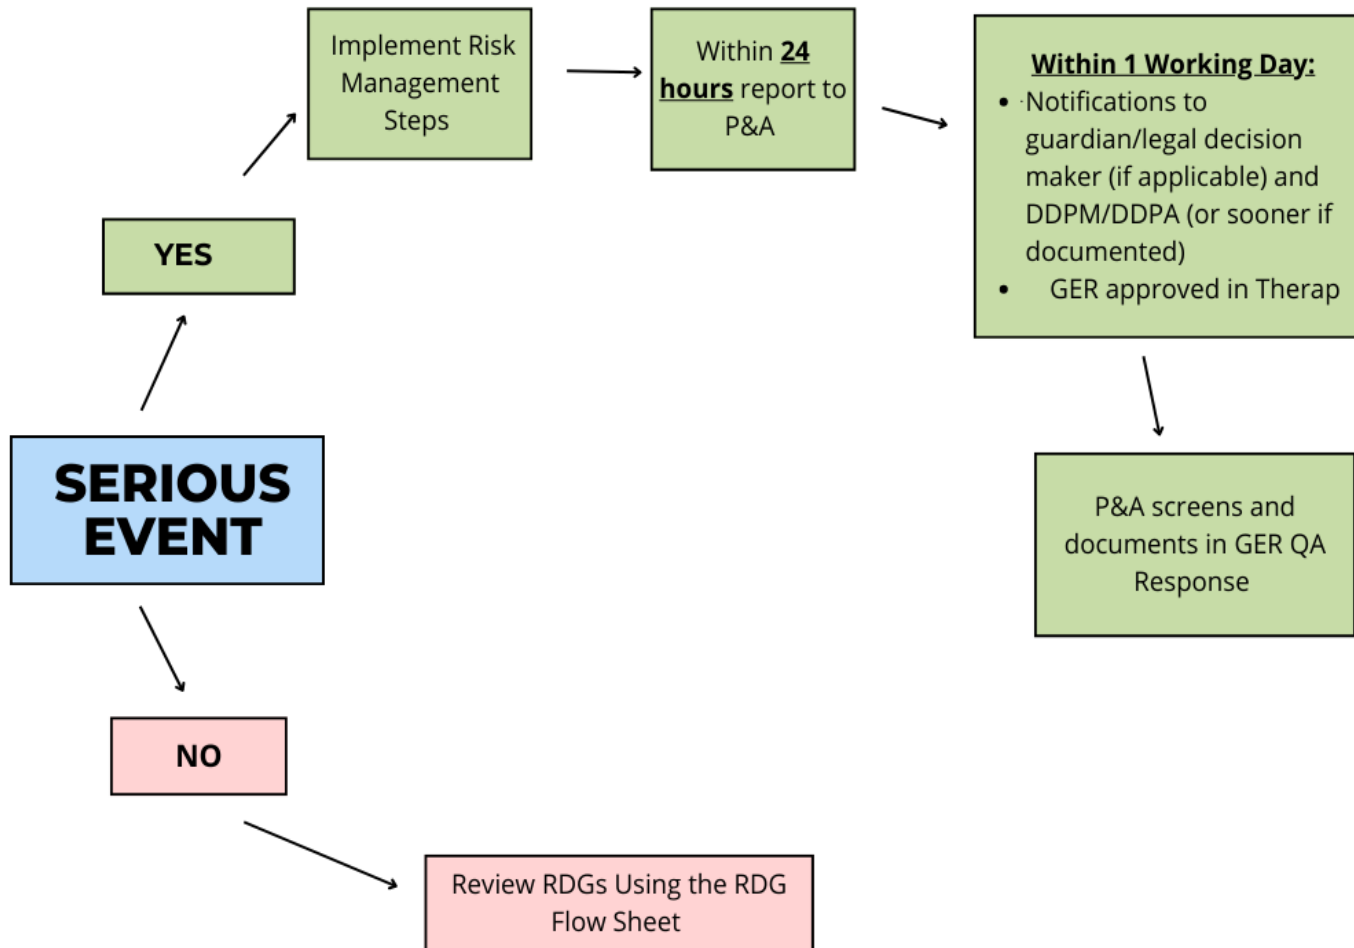 Implement Risk
Management
Steps
Within 24
hours report to
P&A
Within 1 Working Day:
• Notifications to
guardian/legal decision
maker (if applicable) and
DDPM/DDPA (or sooner if
documented)
• GER approved in Therap
YES
SERIOUS
EVENT
P&A screens and
documents in GER QA
Response
NO
Review RDGs Using the RDG
Flow Sheet